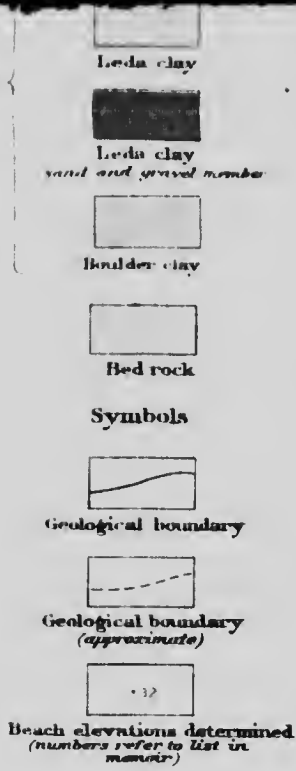 Leda clay
Leda clay
sand and gravel member
Boulder clay
Bed rock
Symbols
Geological boundary
Geological boundary
(approximate)
• 32
Beach elevations determined
(numbers refer to list in
memoir)